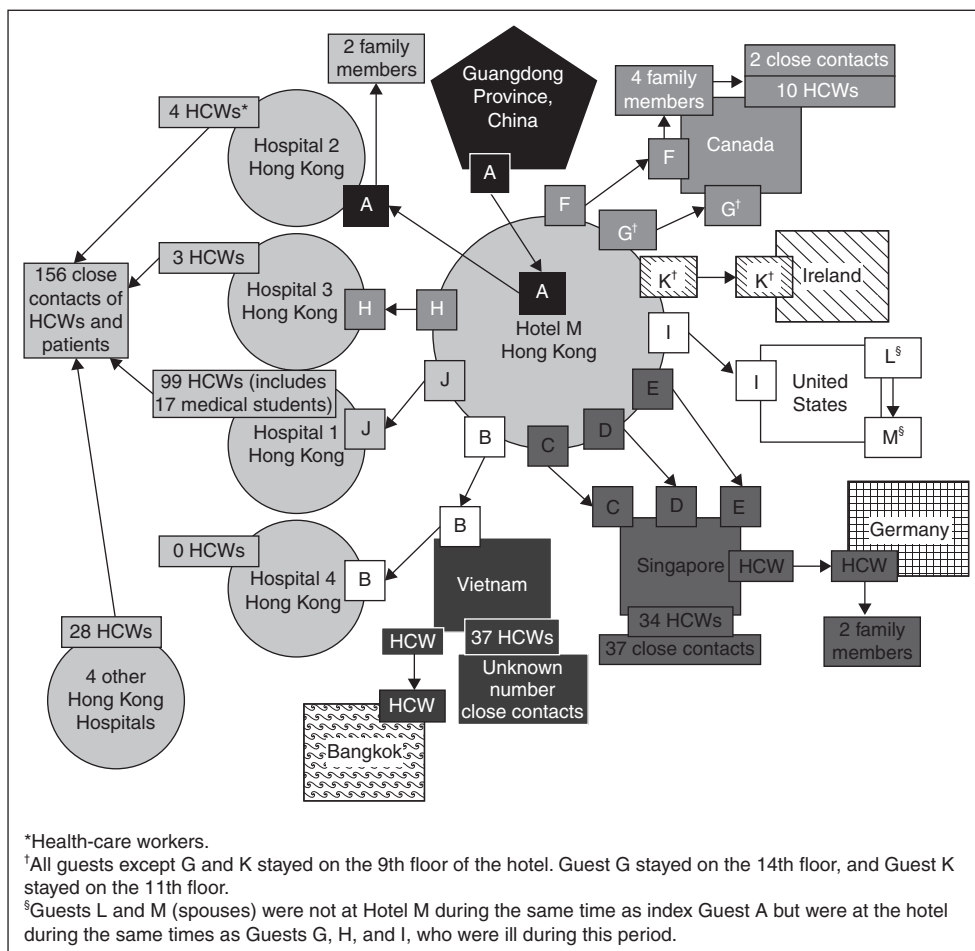 2 family
members
Guangdong
Province,
China
A
2 close contacts
10 HCWs
4 family
members
Canada
F
F
G†
G†
4 HCWs*
Hospital 2
Hong Kong
A
A
Hotel M
Hong Kong
K†
K†
Ireland
3 HCWs
Hospital 3
Hong Kong
H
H
156 close
contacts of
HCWs and
patients
I
I
United
States
L§
M§
99 HCWs (includes
17 medical students)
Hospital 1
Hong Kong
J
J
B
C
D
E
B
C
D
E
0 HCWs
Hospital 4
Hong Kong
B
Vietnam
Singapore
HCW
HCW
Germany
28 HCWs
4 other
Hong Kong
Hospitals
HCW
37 HCWs
Unknown
number
close contacts
34 HCWs
37 close contacts
2 family
members
HCW
Bangkok
*Health-care workers.
†All guests except G and K stayed on the 9th floor of the hotel. Guest G stayed on the 14th floor, and Guest K
stayed on the 11th floor.
§Guests L and M (spouses) were not at Hotel M during the same time as index Guest A but were at the hotel
during the same times as Guests G, H, and I, who were ill during this period.